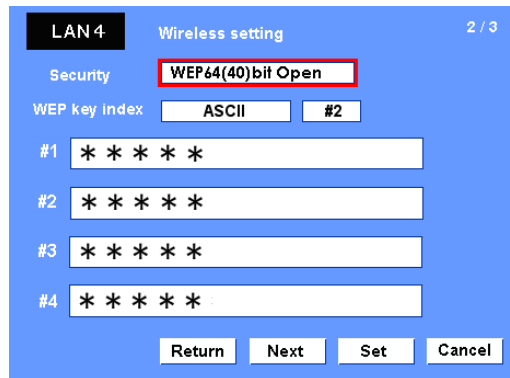 LAN 4 Wireless setting 2 / 3
Security WEP64(40)bit Open
WEP key index ASCII #2
#1 * * * * *
#2 * * * * *
#3 * * * * *
#4 * * * * *
Return Next Set Cancel